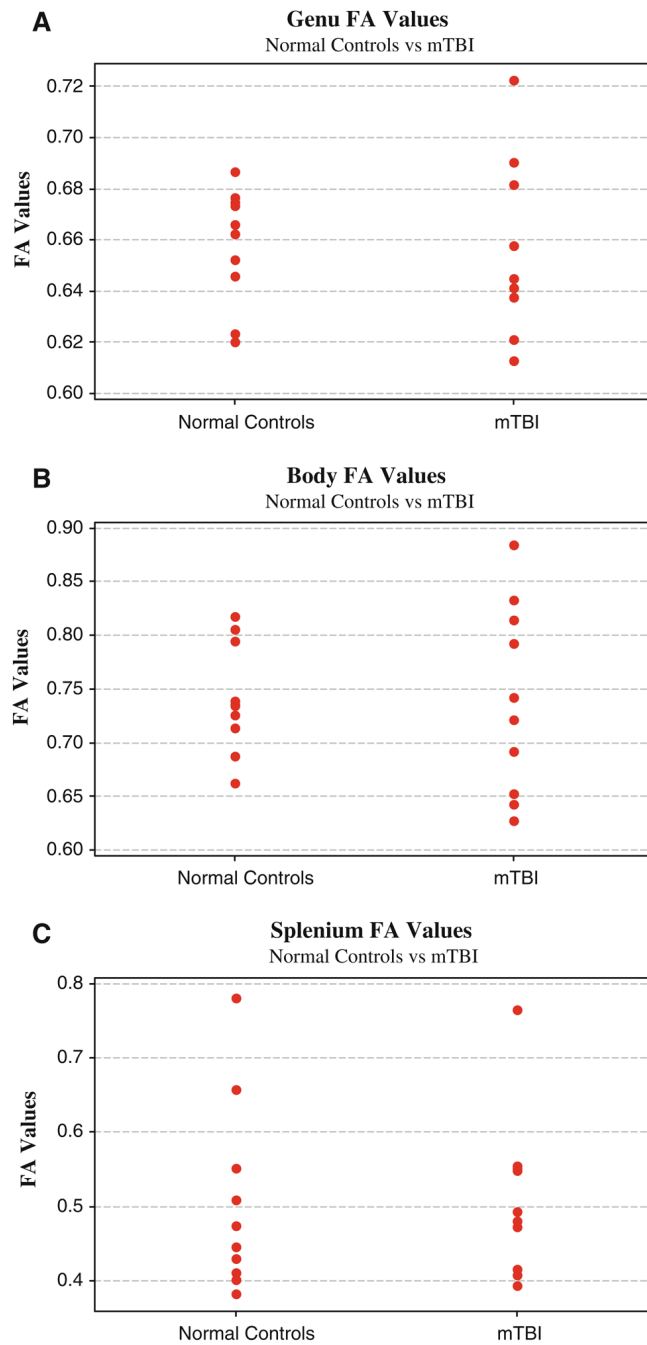 A
Genu FA Values
Normal Controls vs mTBI
FA Values
0.72
0.70
0.68
0.66
0.64
0.62
0.60
Normal Controls
mTBI
B
Body FA Values
Normal Controls vs mTBI
FA Values
0.90
0.85
0.80
0.75
0.70
0.65
0.60
Normal Controls
mTBI
C
Splenium FA Values
Normal Controls vs mTBI
FA Values
0.8
0.7
0.6
0.5
0.4
Normal Controls
mTBI